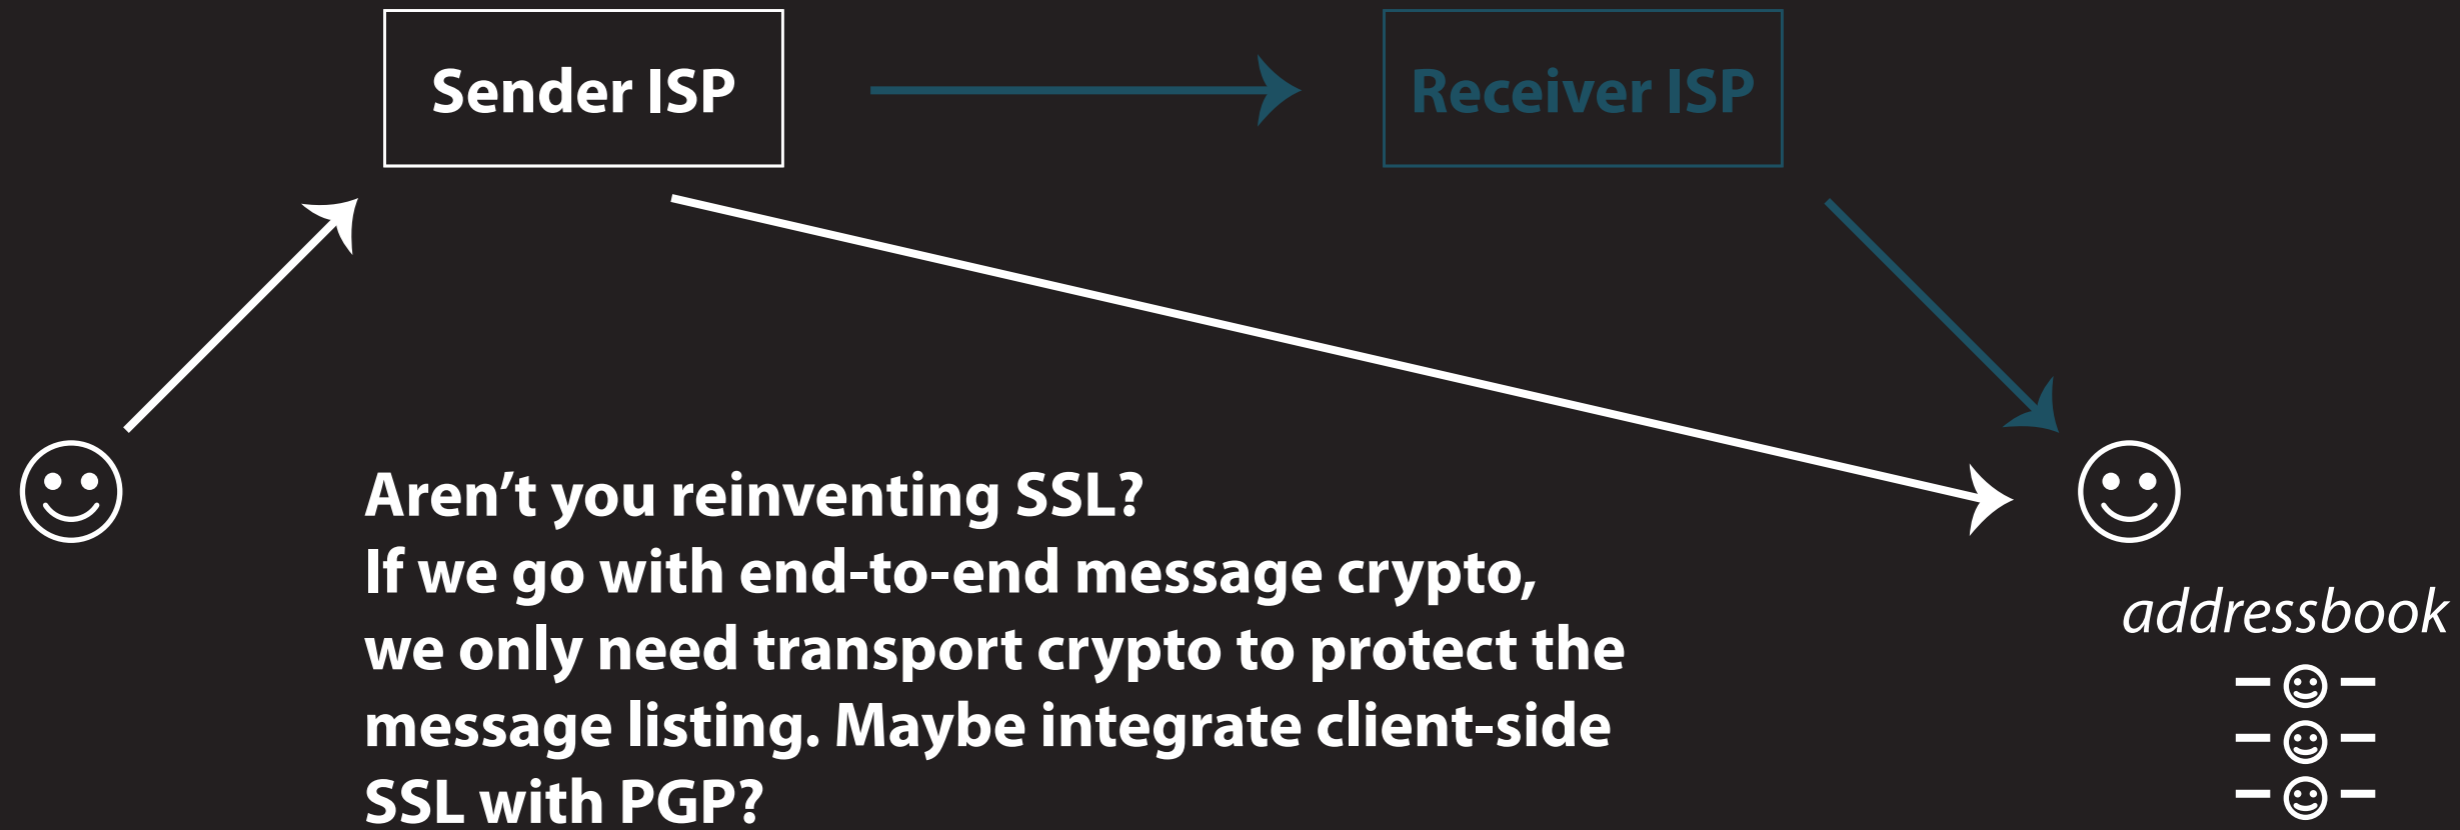 Sender ISP
Receiver ISP
Aren’t you reinventing SSL?
If we go with end-to-end message crypto,
we only need transport crypto to protect the
message listing. Maybe integrate client-side
SSL with PGP?
addressbook